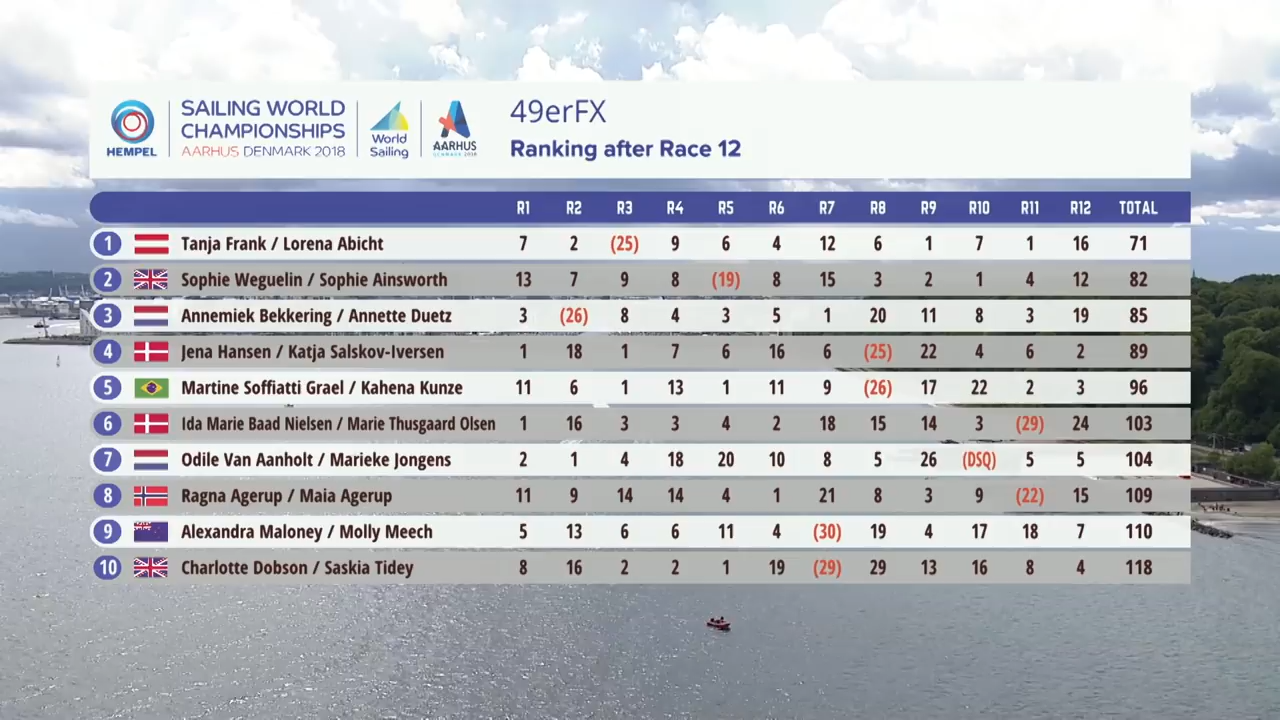 HEMPEL
SAILING WORLD
CHAMPIONSHIPS
AARHUS DENMARK 2018
World
Sailing
AARHUS
DENMARK 2018
49erFX
Ranking after Race 12
R1 R2 R3 R4 R5 R6 R7 R8 R9 R10 R11 R12 TOTAL
1 Tanja Frank / Lorena Abicht 7 2 (25) 9 6 4 12 6 1 7 1 16 71
2 Sophie Weguelin / Sophie Ainsworth 13 7 9 8 (19) 8 15 3 2 1 4 12 82
3 Annemiek Bekkering / Annette Duetz 3 (26) 8 4 3 5 1 20 11 8 3 19 85
4 Jena Hansen / Katja Salskov-Iversen 1 18 1 7 6 16 6 (25) 22 4 6 2 89
5 Martine Soffiatti Grael / Kahena Kunze 11 6 1 13 1 11 9 (26) 17 22 2 3 96
6 Ida Marie Baad Nielsen / Marie Thusgaard Olsen 1 16 3 3 4 2 18 15 14 3 (29) 24 103
7 Odile Van Aanholt / Marieke Jongens 2 1 4 18 20 10 8 5 26 (DSQ) 5 5 104
8 Ragna Agerup / Maia Agerup 11 9 14 14 4 1 21 8 3 9 (22) 15 109
9 Alexandra Maloney / Molly Meech 5 13 6 6 11 4 (30) 19 4 17 18 7 110
10 Charlotte Dobson / Saskia Tidey 8 16 2 2 1 19 (29) 29 13 16 8 4 118